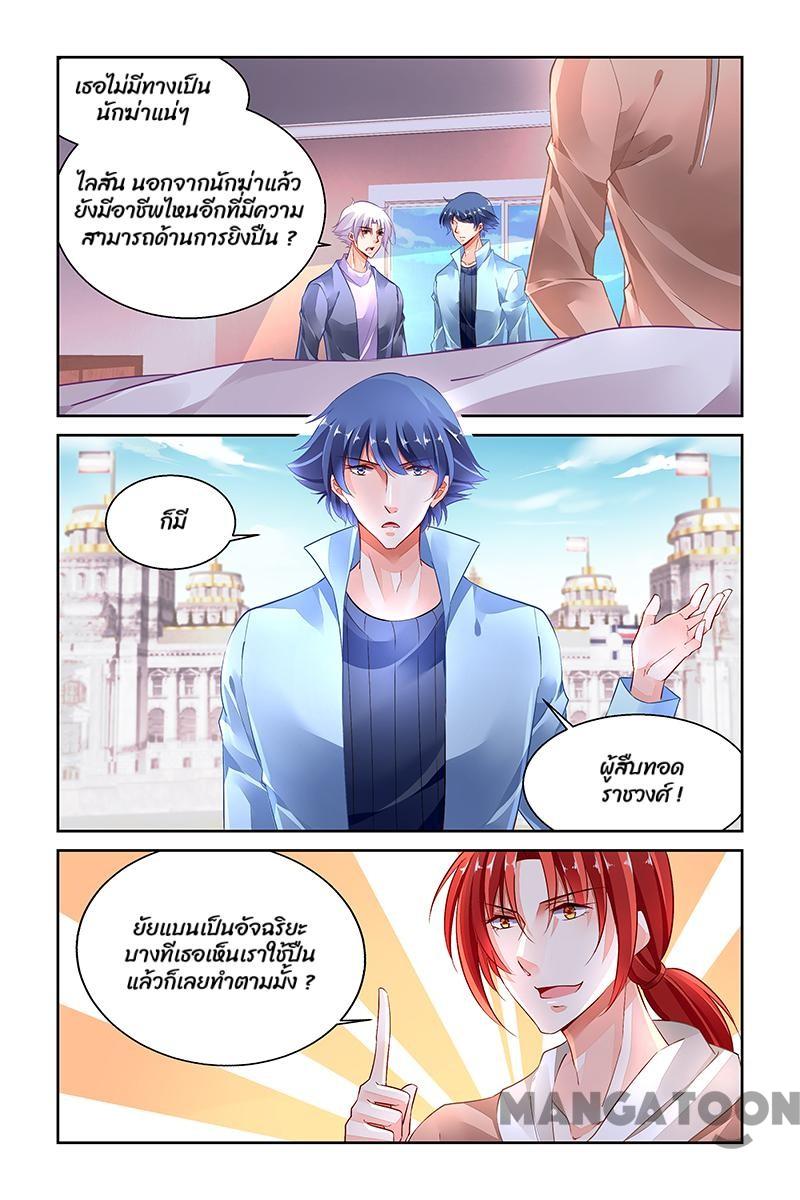 เธอไม่มีทางเป็น
นักฆ่าแน่ๆ
ไลสัน นอกจากนักฆ่าแล้ว
ยังมีอาชีพไหนอีกที่มีความ
สามารถด้านการยิงปืน ?
ก็มี
ผู้สืบทอด
ราชวงศ์ !
ยัยแบนเป็นอัจฉริยะ
บางทีเธอเห็นเราใช้ปืน
แล้วก็เลยทำตามมั้ง ?
MANGATOON